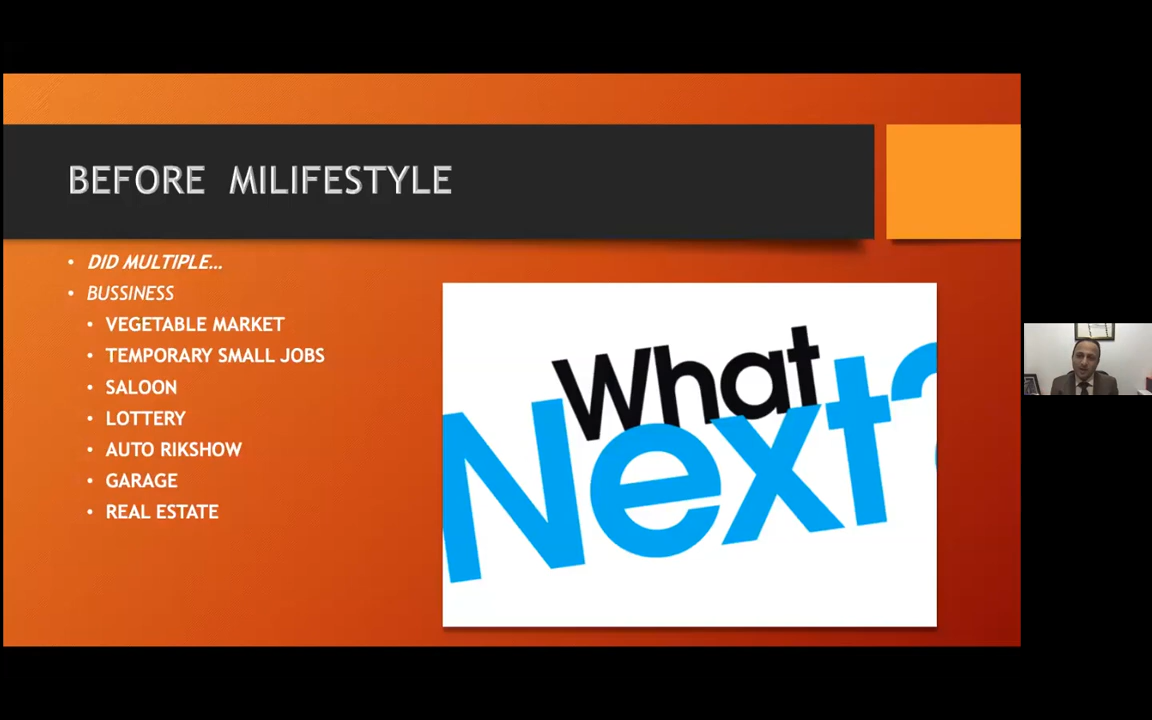 BEFORE MILIFESTYLE
• DID MULTIPLE...
• BUSSINESS
• VEGETABLE MARKET
• TEMPORARY SMALL JOBS
• SALOON
• LOTTERY
• AUTO RIKSHOW
• GARAGE
• REAL ESTATE
What
Next?